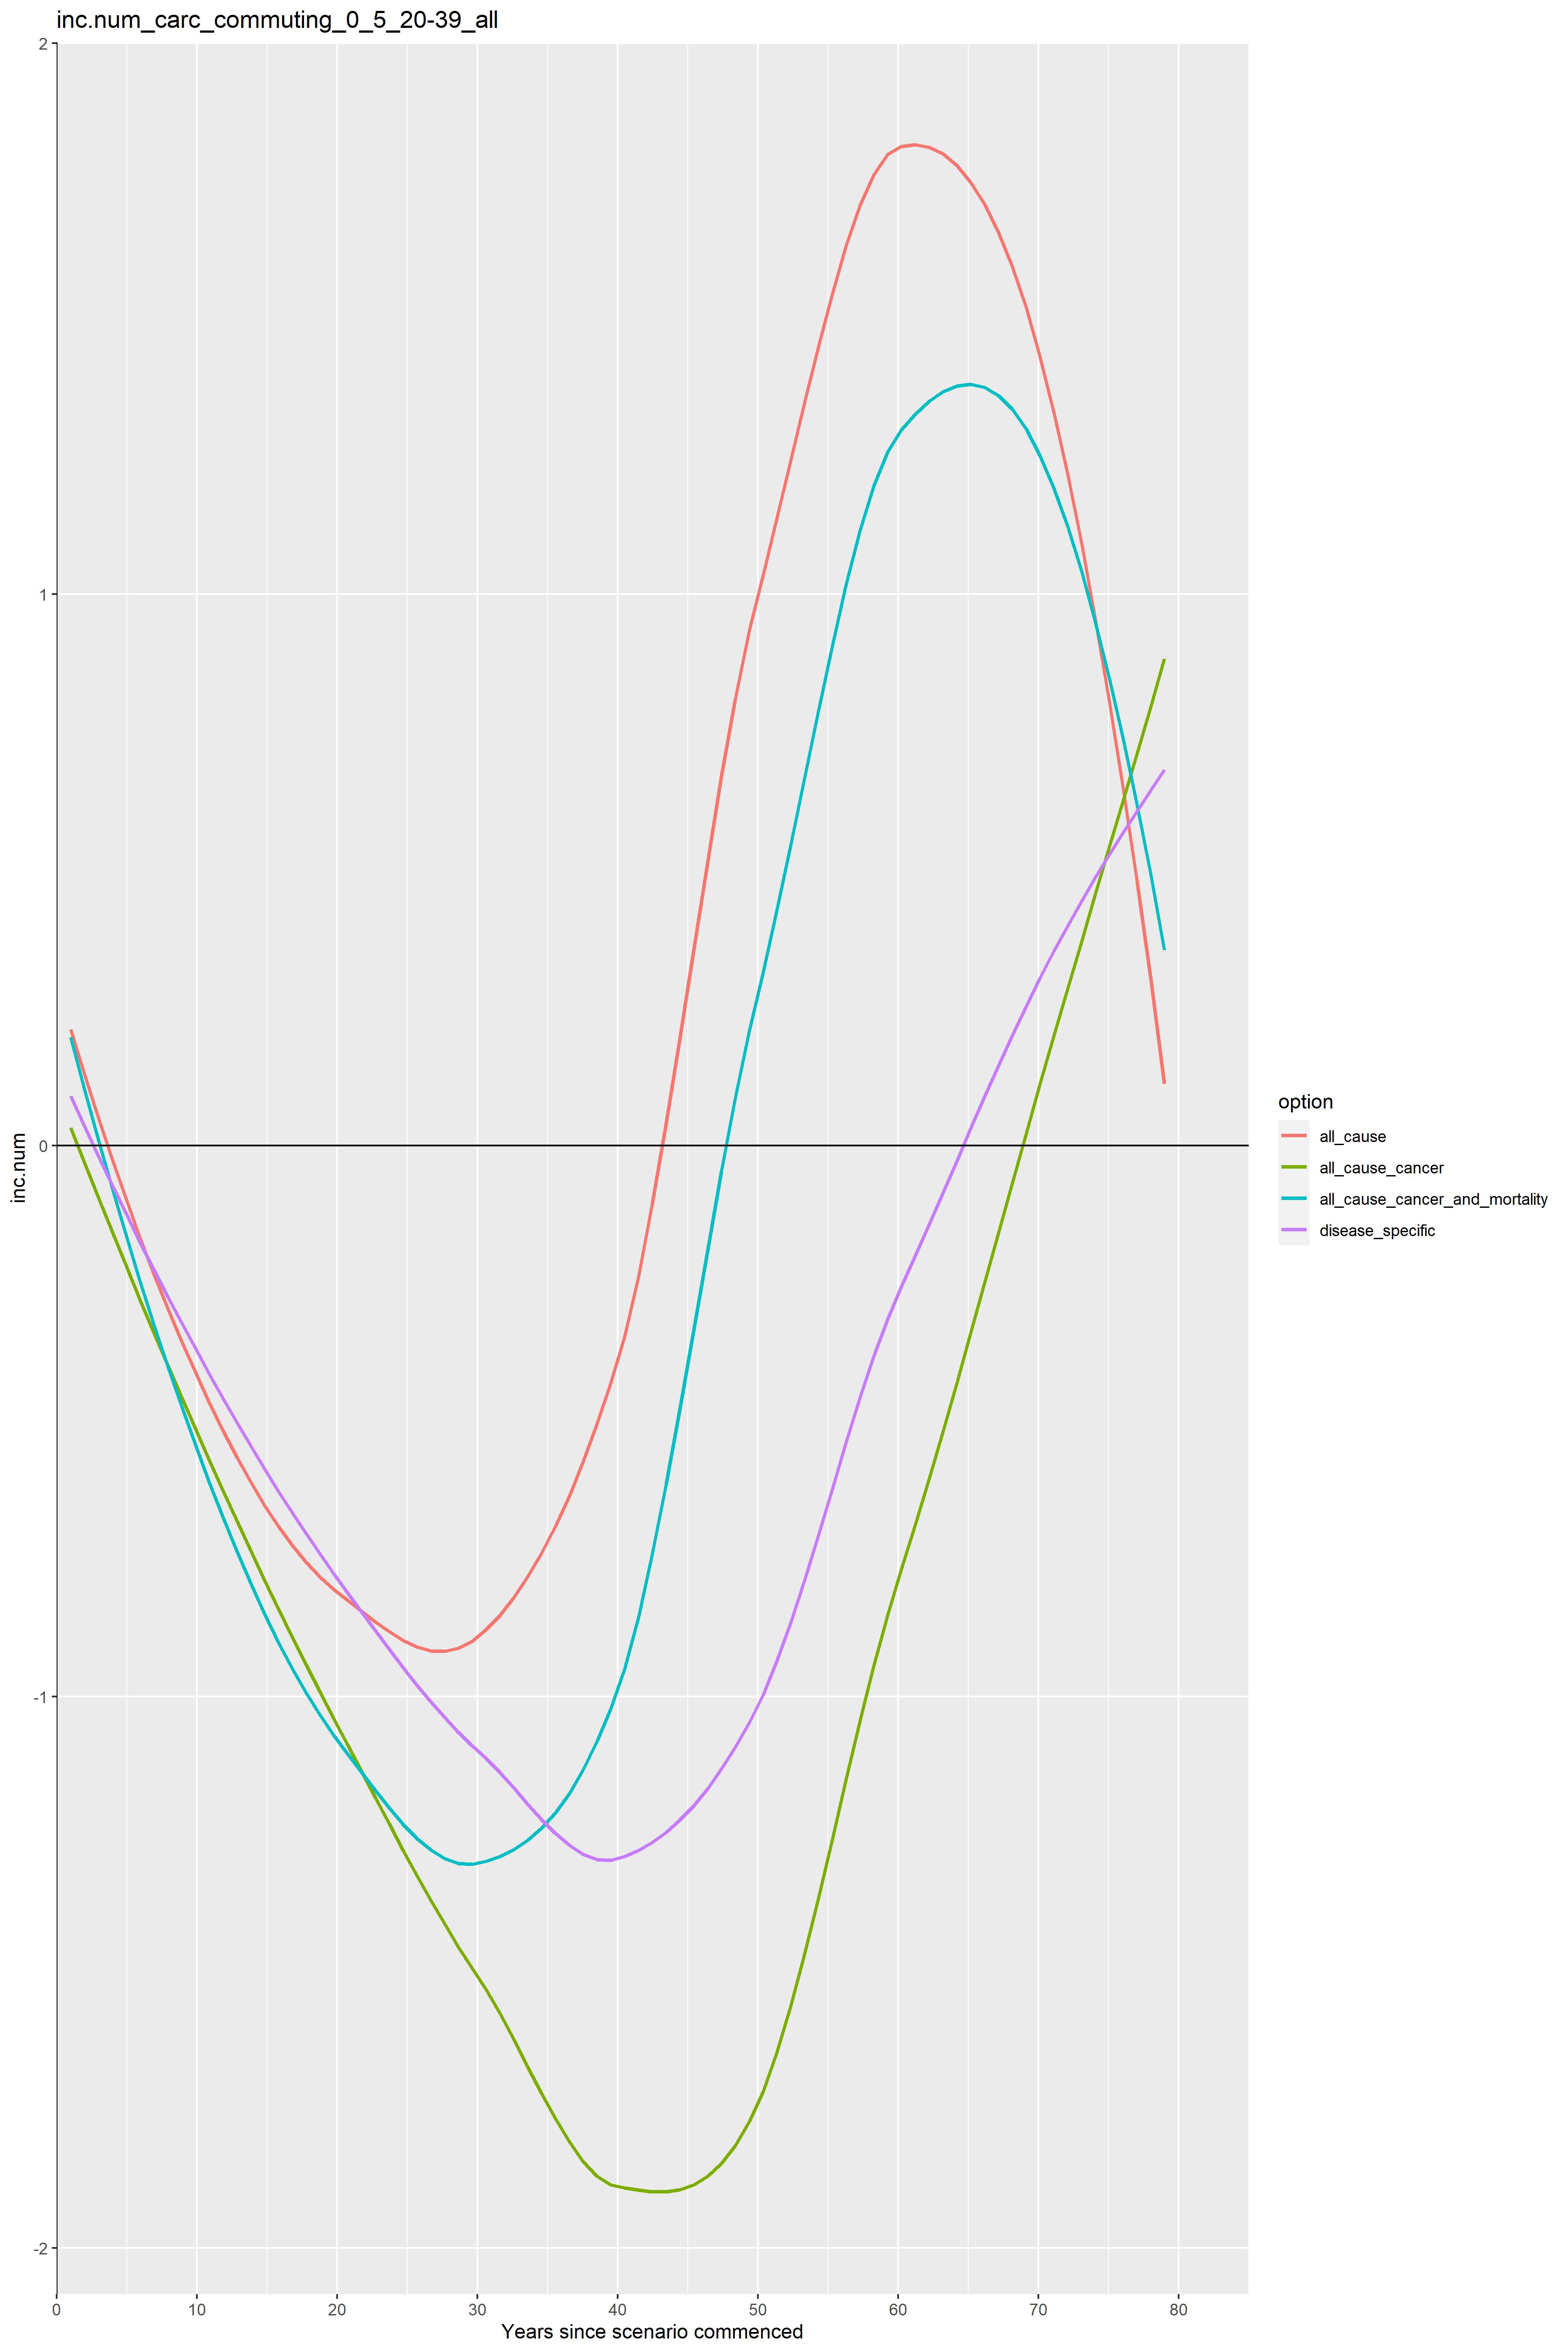 inc.num_carc_commuting_0_5_20-39_all
2
1
0
-1
-2
inc.num
0 10 20 30 40 50 60 70 80
Years since scenario commenced
option
all_cause
all_cause_cancer
all_cause_cancer_and_mortality
disease_specific